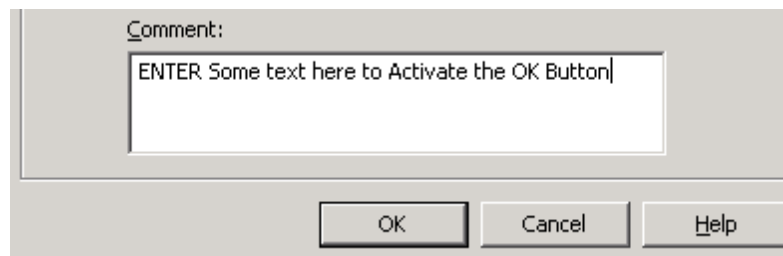 Comment:
ENTER Some text here to Activate the OK Button
OK Cancel Help